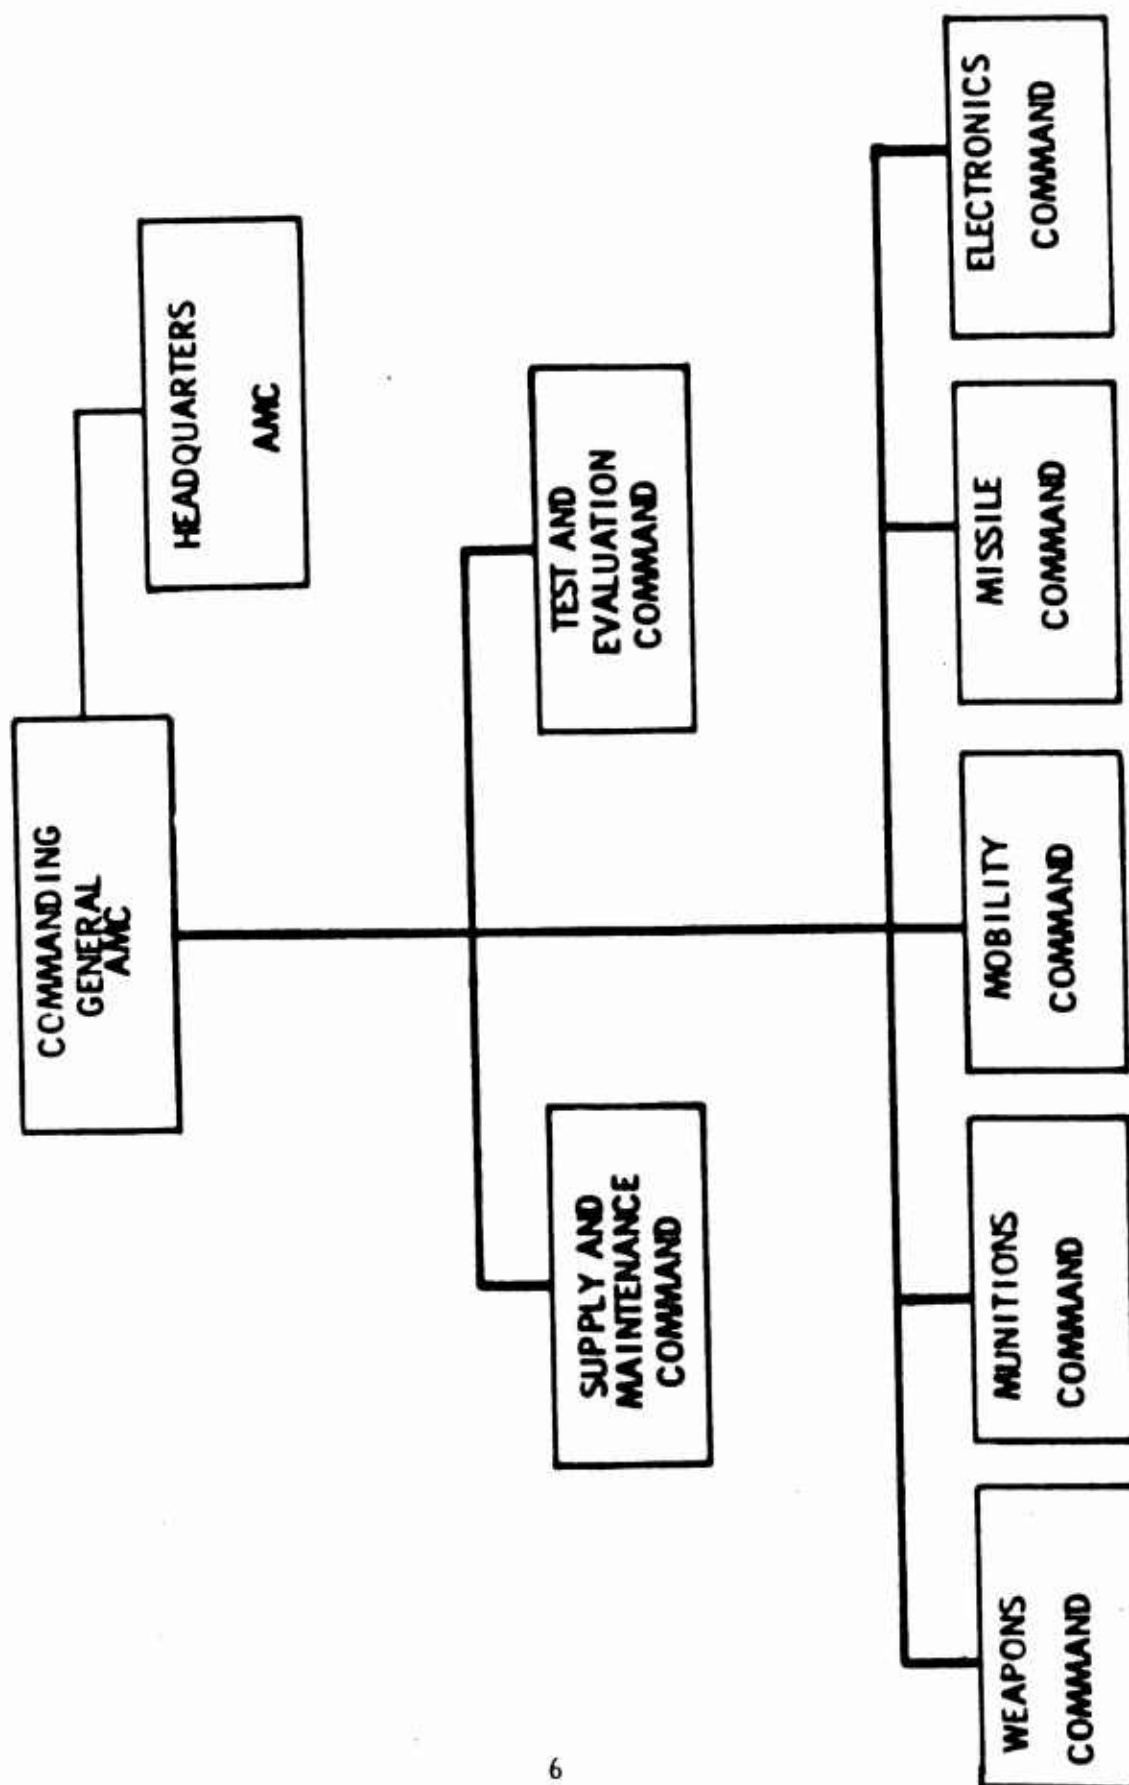 COMMANDING
GENERAL
AMC
HEADQUARTERS
AMC
SUPPLY AND
MAINTENANCE
COMMAND
TEST AND
EVALUATION
COMMAND
WEAPONS
COMMAND
MUNITIONS
COMMAND
MOBILITY
COMMAND
MISSILE
COMMAND
ELECTRONICS
COMMAND
6